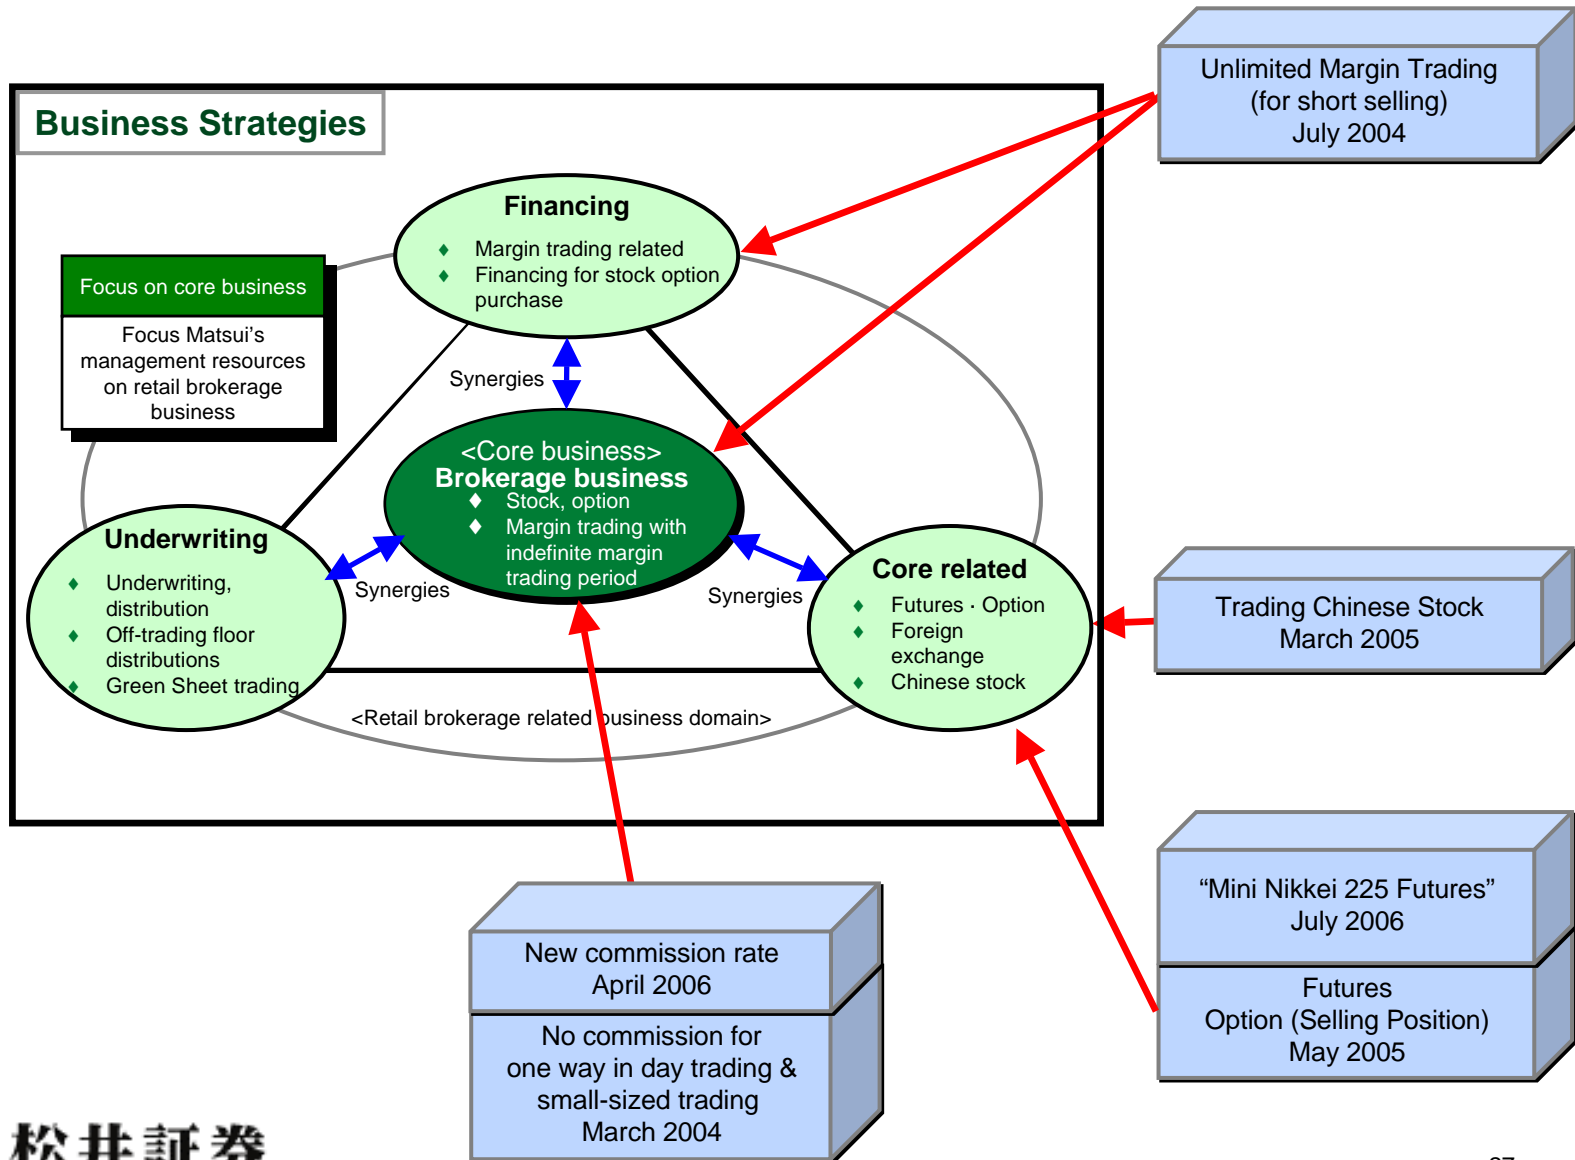 Business Strategies
Unlimited Margin Trading
(for short selling)
July 2004
Financing
♦ Margin trading related
♦ Financing for stock option
purchase
Focus on core business
Focus Matsui’s
management resources
on retail brokerage
business
Synergies
<Core business>
Brokerage business
♦ Stock, option
♦ Margin trading with
indefinite margin
trading period
Underwriting
♦ Underwriting,
distribution
♦ Off-trading floor
distributions
♦ Green Sheet trading
Synergies
Synergies
Core related
♦ Futures · Option
♦ Foreign
exchange
♦ Chinese stock
<Retail brokerage related business domain>
Trading Chinese Stock
March 2005
“Mini Nikkei 225 Futures”
July 2006
Futures
Option (Selling Position)
May 2005
New commission rate
April 2006
No commission for
one way in day trading &
small-sized trading
March 2004
松井証券